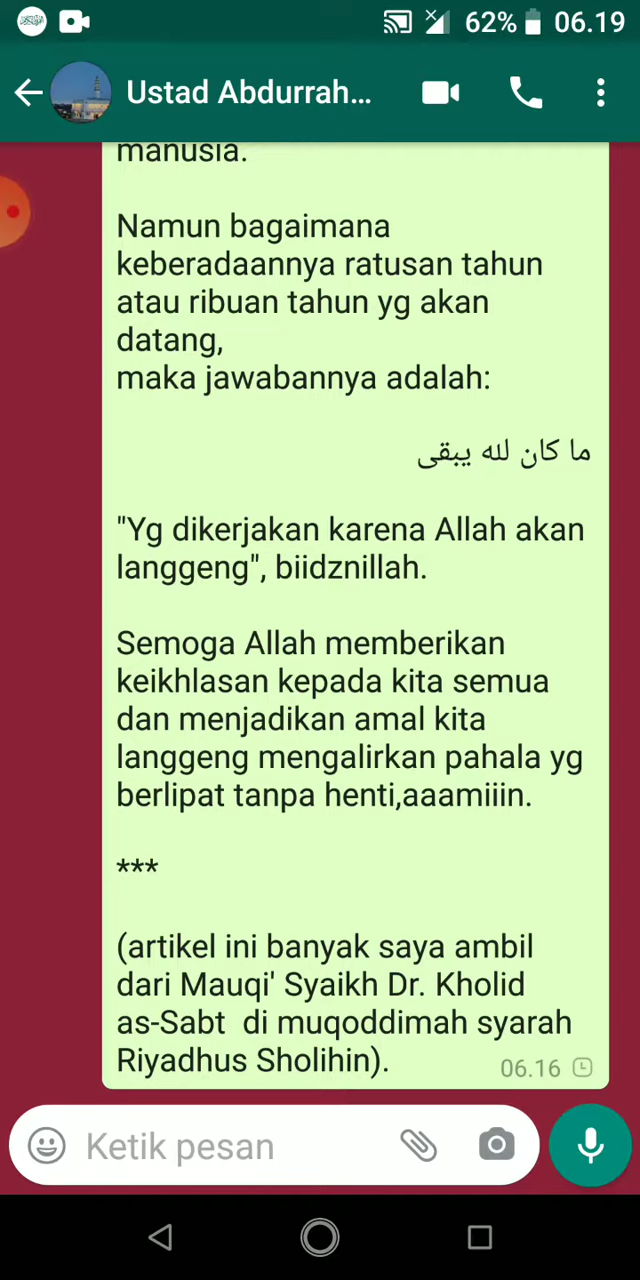 62% 06.19
Ustad Abdurrah...
manusia.
Namun bagaimana
keberadaannya ratusan tahun
atau ribuan tahun yg akan
datang,
maka jawabannya adalah:
ما كان لله يبقى
"Yg dikerjakan karena Allah akan
langgeng", biidznillah.
Semoga Allah memberikan
keikhlasan kepada kita semua
dan menjadikan amal kita
langgeng mengalirkan pahala yg
berlipat tanpa henti,aaamiiin.
***
(artikel ini banyak saya ambil
dari Mauqi' Syaikh Dr. Kholid
as-Sabt  di muqoddimah syarah
Riyadhus Sholihin).
06.16
Ketik pesan